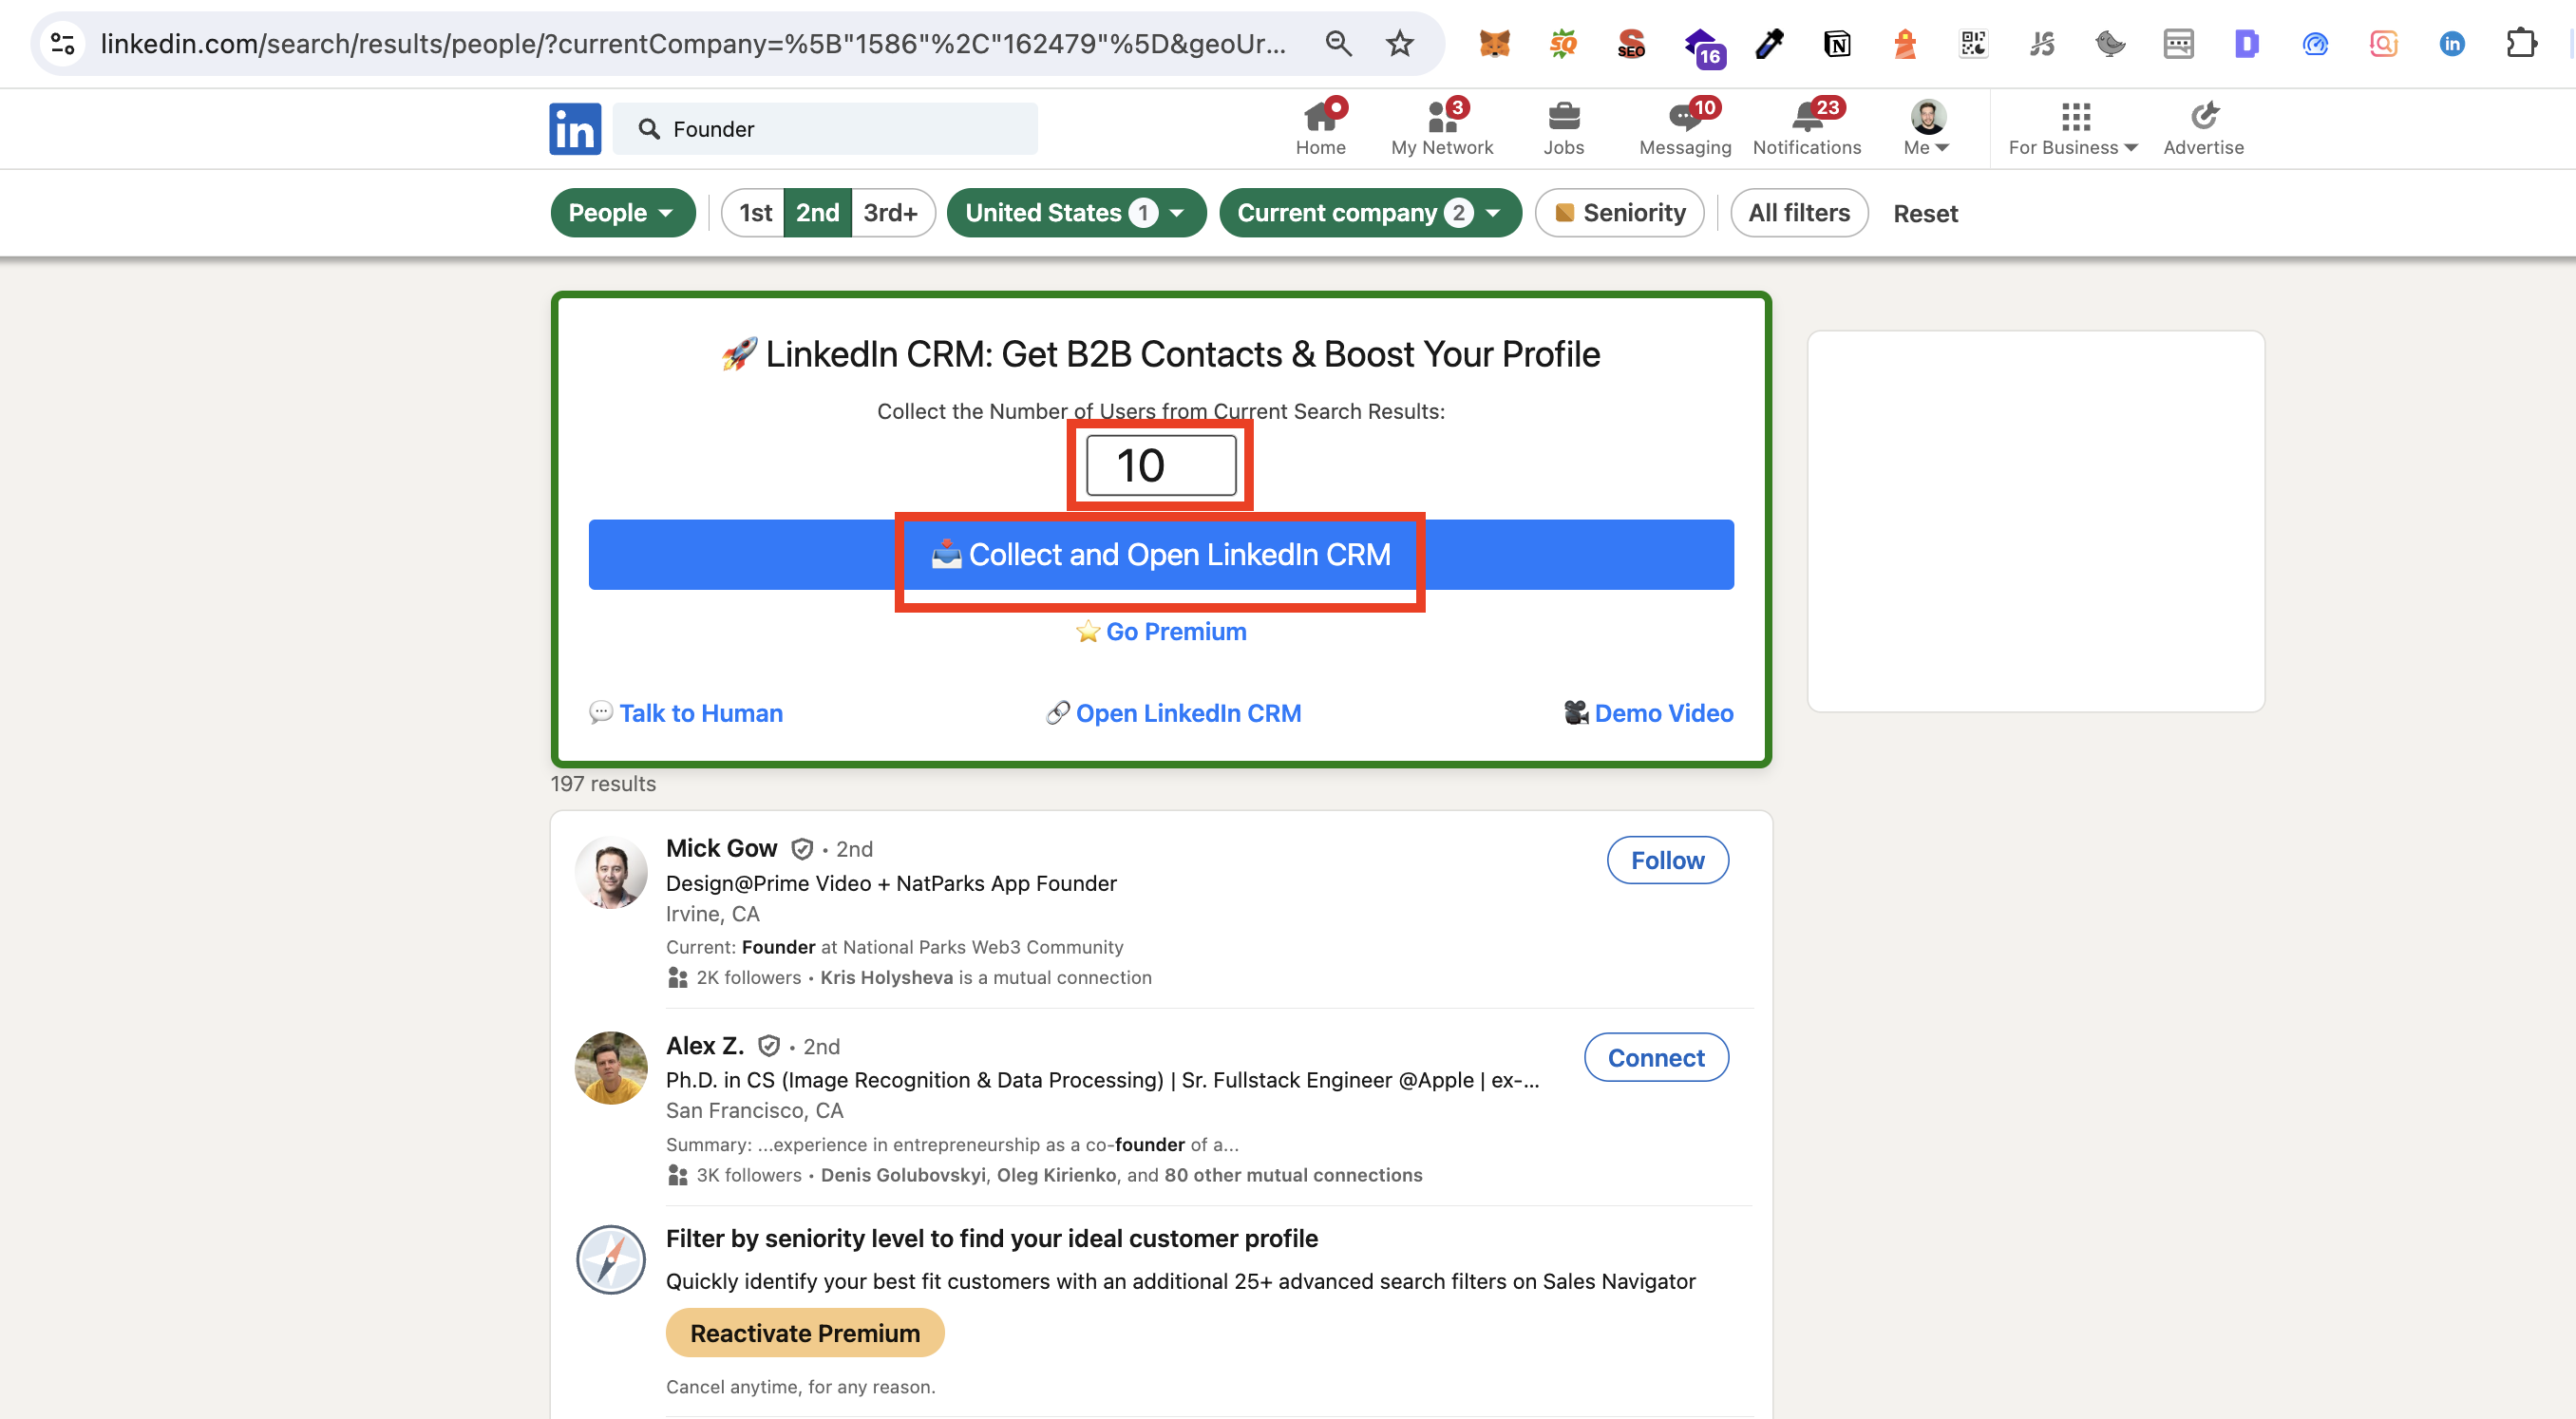 linkedin.com/search/results/people/?currentCompany=%5B"1586"%2C"162479"%5D&geoUr...
SEO
16
in
in
Founder
Home
3
My Network
Jobs
10
Messaging
23
Notifications
Me
For Business
Advertise
People
1st
2nd
3rd+
United States 1
Current company 2
Seniority
All filters
Reset
🚀 LinkedIn CRM: Get B2B Contacts & Boost Your Profile
Collect the Number of Users from Current Search Results:
10
📥 Collect and Open LinkedIn CRM
⭐ Go Premium
💬 Talk to Human
🔗 Open LinkedIn CRM
🎥 Demo Video
197 results
Mick Gow • 2nd
Follow
Design@Prime Video + NatParks App Founder
Irvine, CA
Current: Founder at National Parks Web3 Community
2K followers • Kris Holysheva is a mutual connection
Alex Z. • 2nd
Connect
Ph.D. in CS (Image Recognition & Data Processing) | Sr. Fullstack Engineer @Apple | ex-...
San Francisco, CA
Summary: ...experience in entrepreneurship as a co-founder of a...
3K followers • Denis Golubovskyi, Oleg Kirienko, and 80 other mutual connections
Filter by seniority level to find your ideal customer profile
Quickly identify your best fit customers with an additional 25+ advanced search filters on Sales Navigator
Reactivate Premium
Cancel anytime, for any reason.